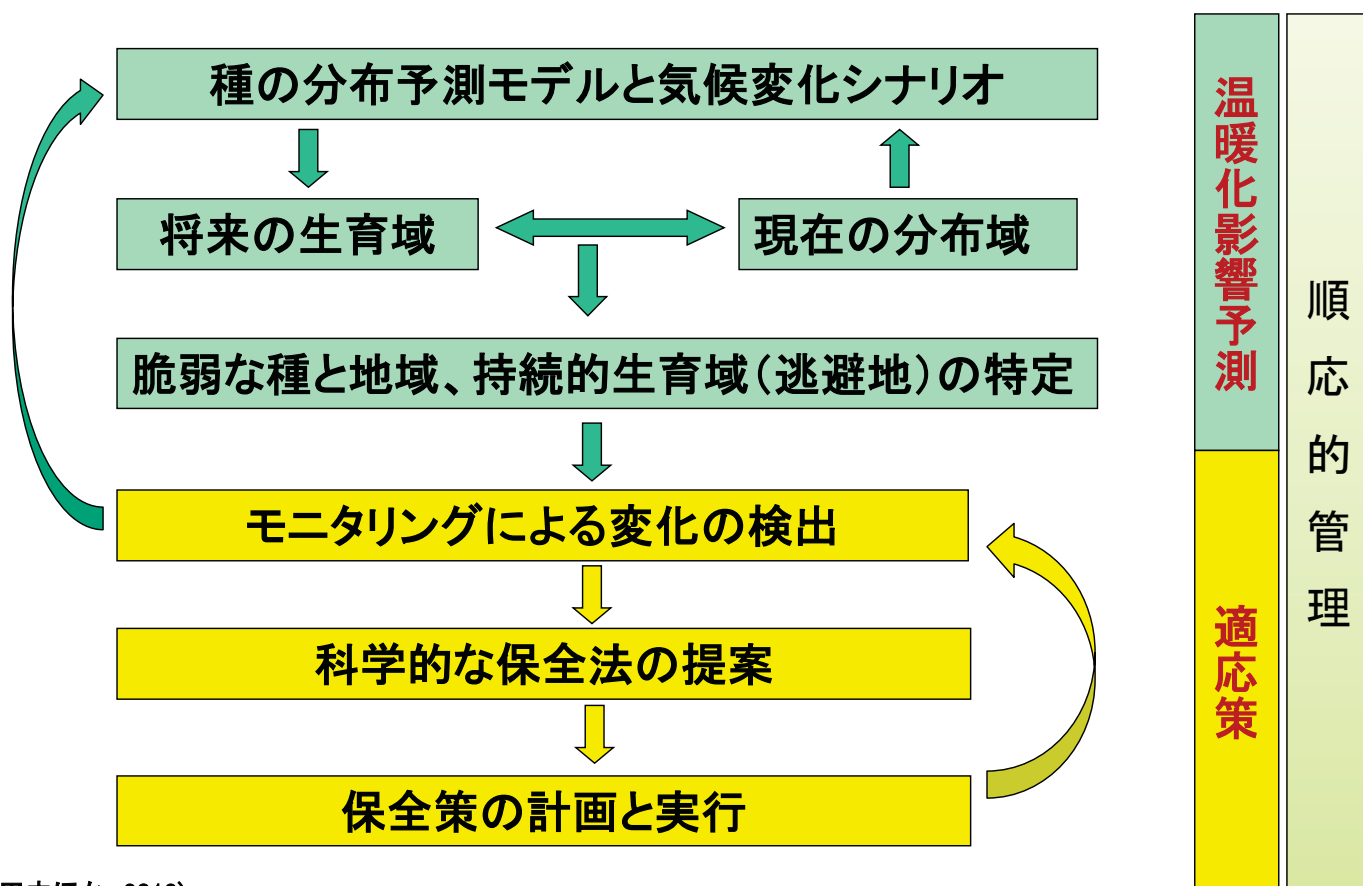 種の分布予測モデルと気候変化シナリオ
将来の生育域
現在の分布域
脆弱な種と地域、持続的生育域（逃避地）の特定
モニタリングによる変化の検出
科学的な保全法の提案
保全策の計画と実行
温暖化影響予測
適応策
順応的管理